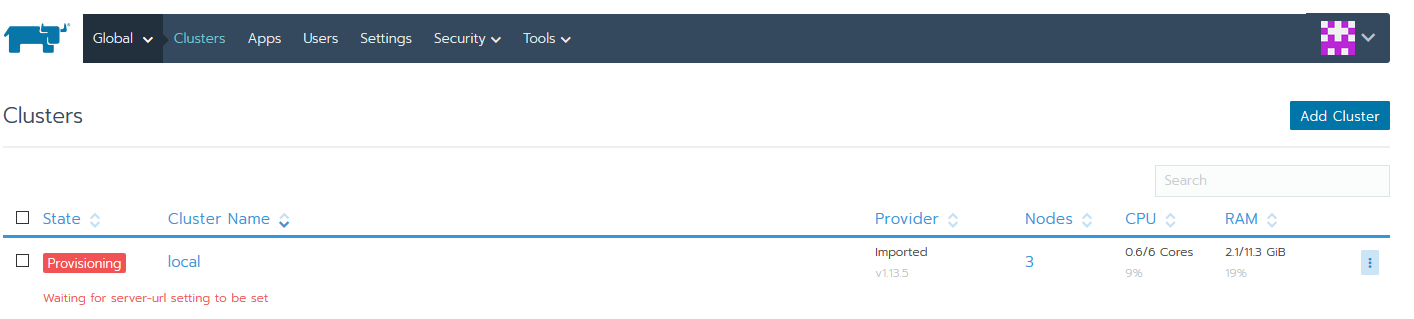 Global Clusters Apps Users Settings Security Tools
Clusters
Add Cluster
Search
State Cluster Name Provider Nodes CPU RAM
Provisioning local Imported 3 0.6/6 Cores 2.1/11.3 GiB
v1.13.5 9% 19%
Waiting for server-url setting to be set